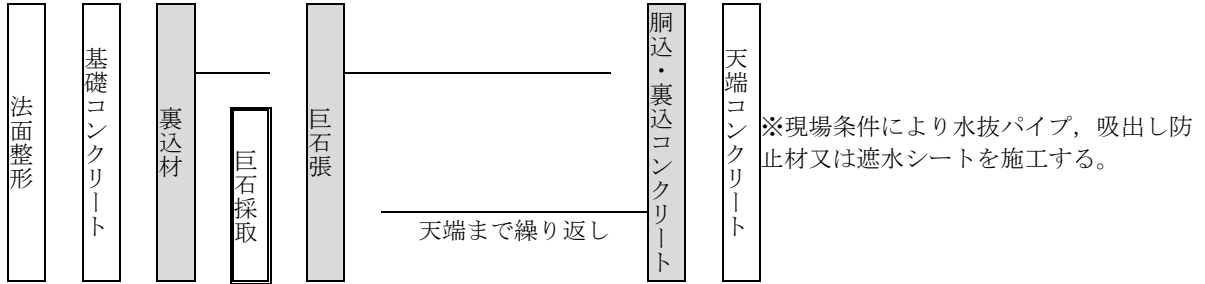 法面整形
基礎コンクリート
裏込材
巨石採取
巨石張
天端まで繰り返し
胴込・裏込コンクリート
天端コンクリート
※現場条件により水抜パイプ，吸出し防
止材又は遮水シートを施工する。